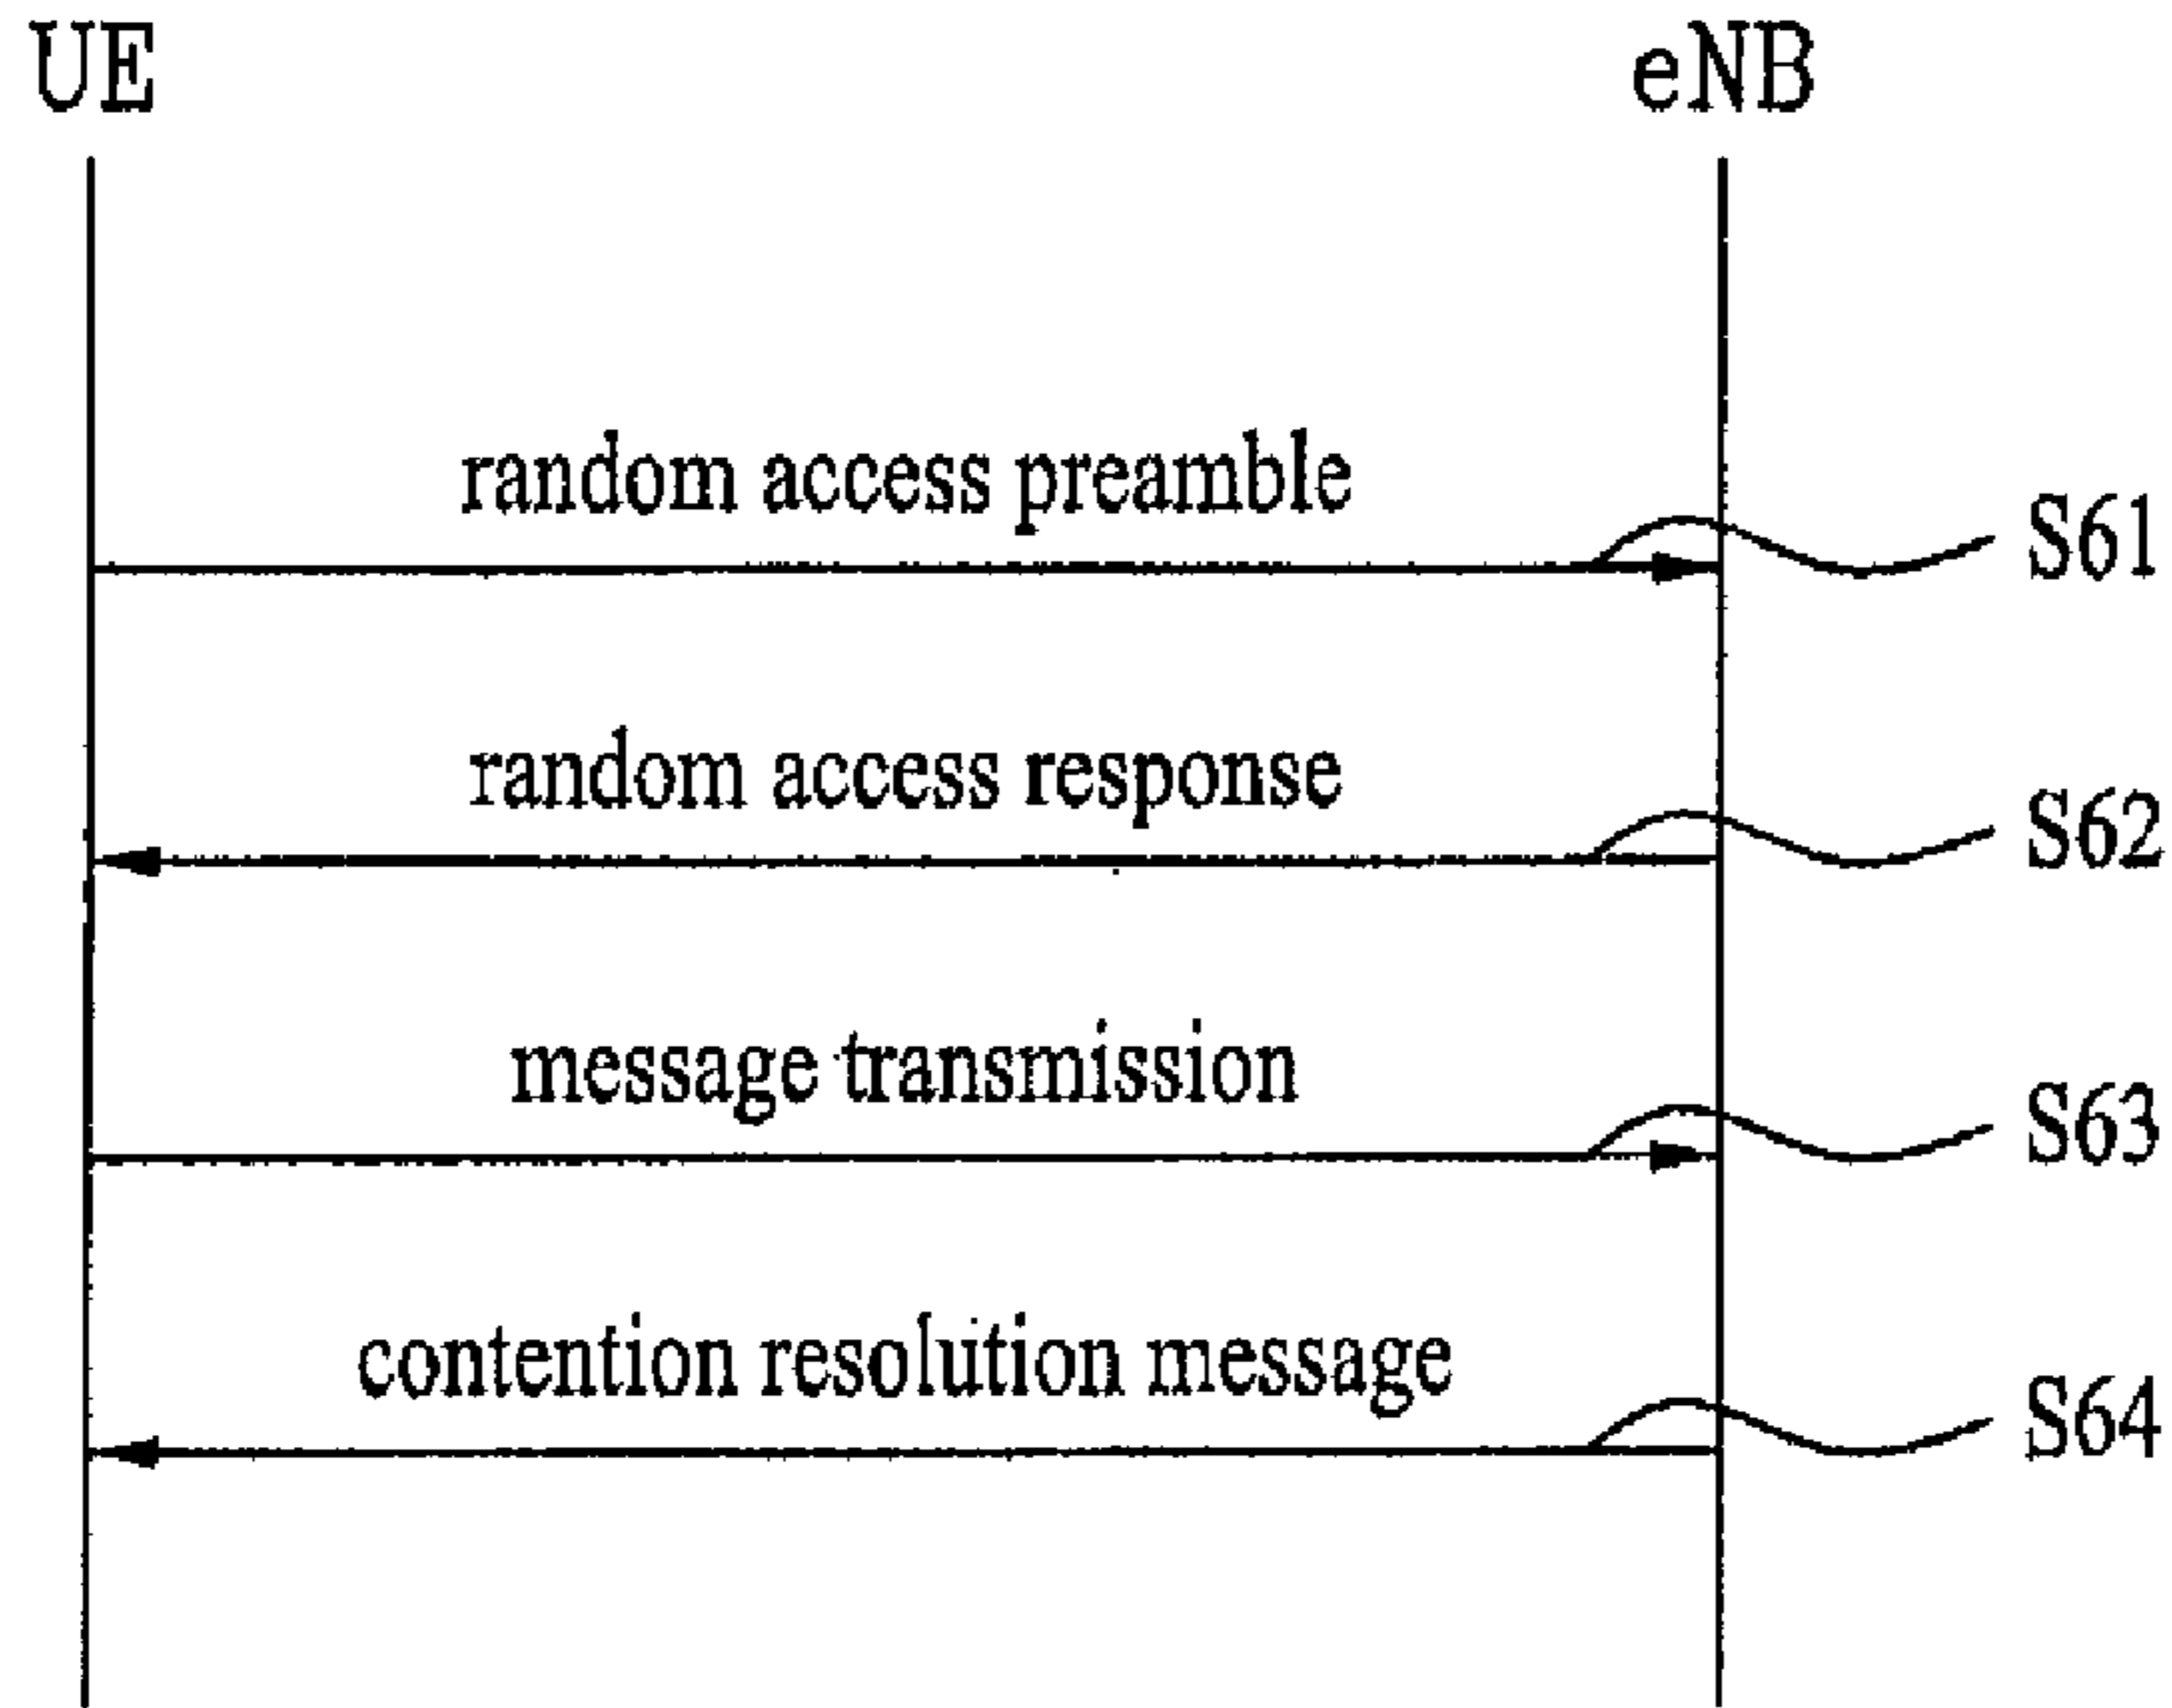 UE eNB
random access preamble
S61
random access response
S62
message transmission
S63
contention resolution message
S64